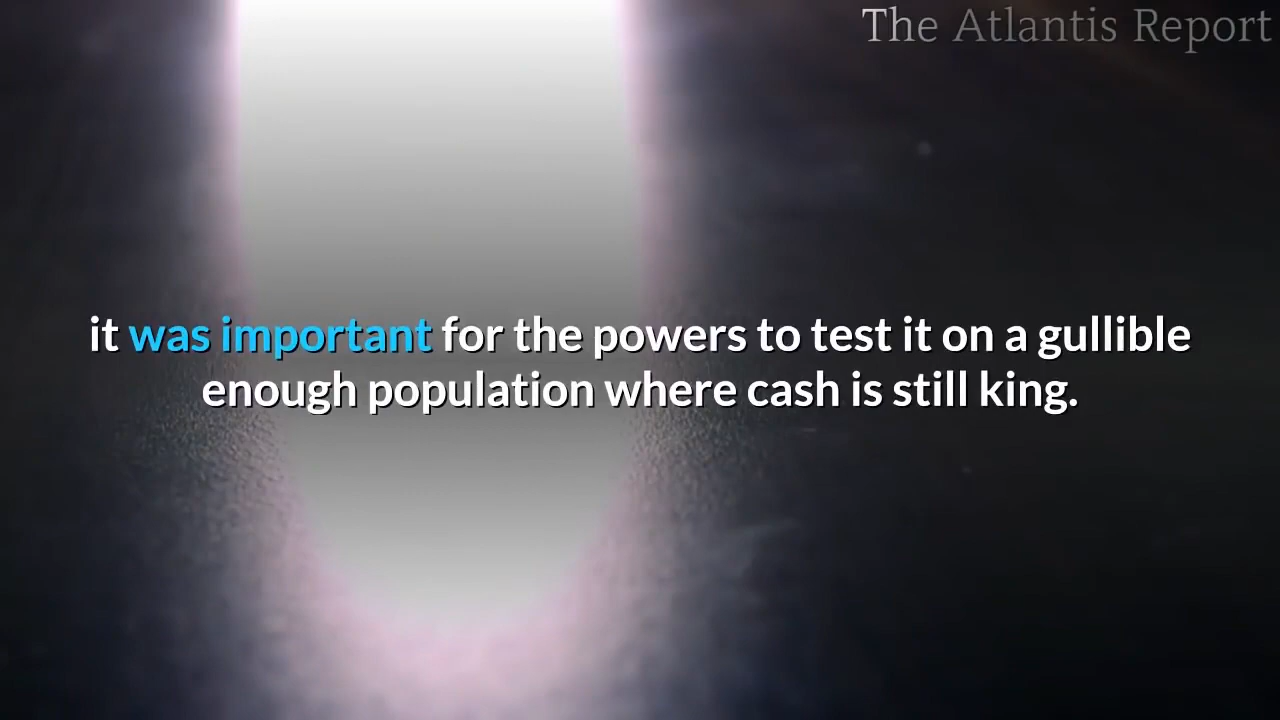 The Atlantis Report
it was important for the powers to test it on a gullible
enough population where cash is still king.